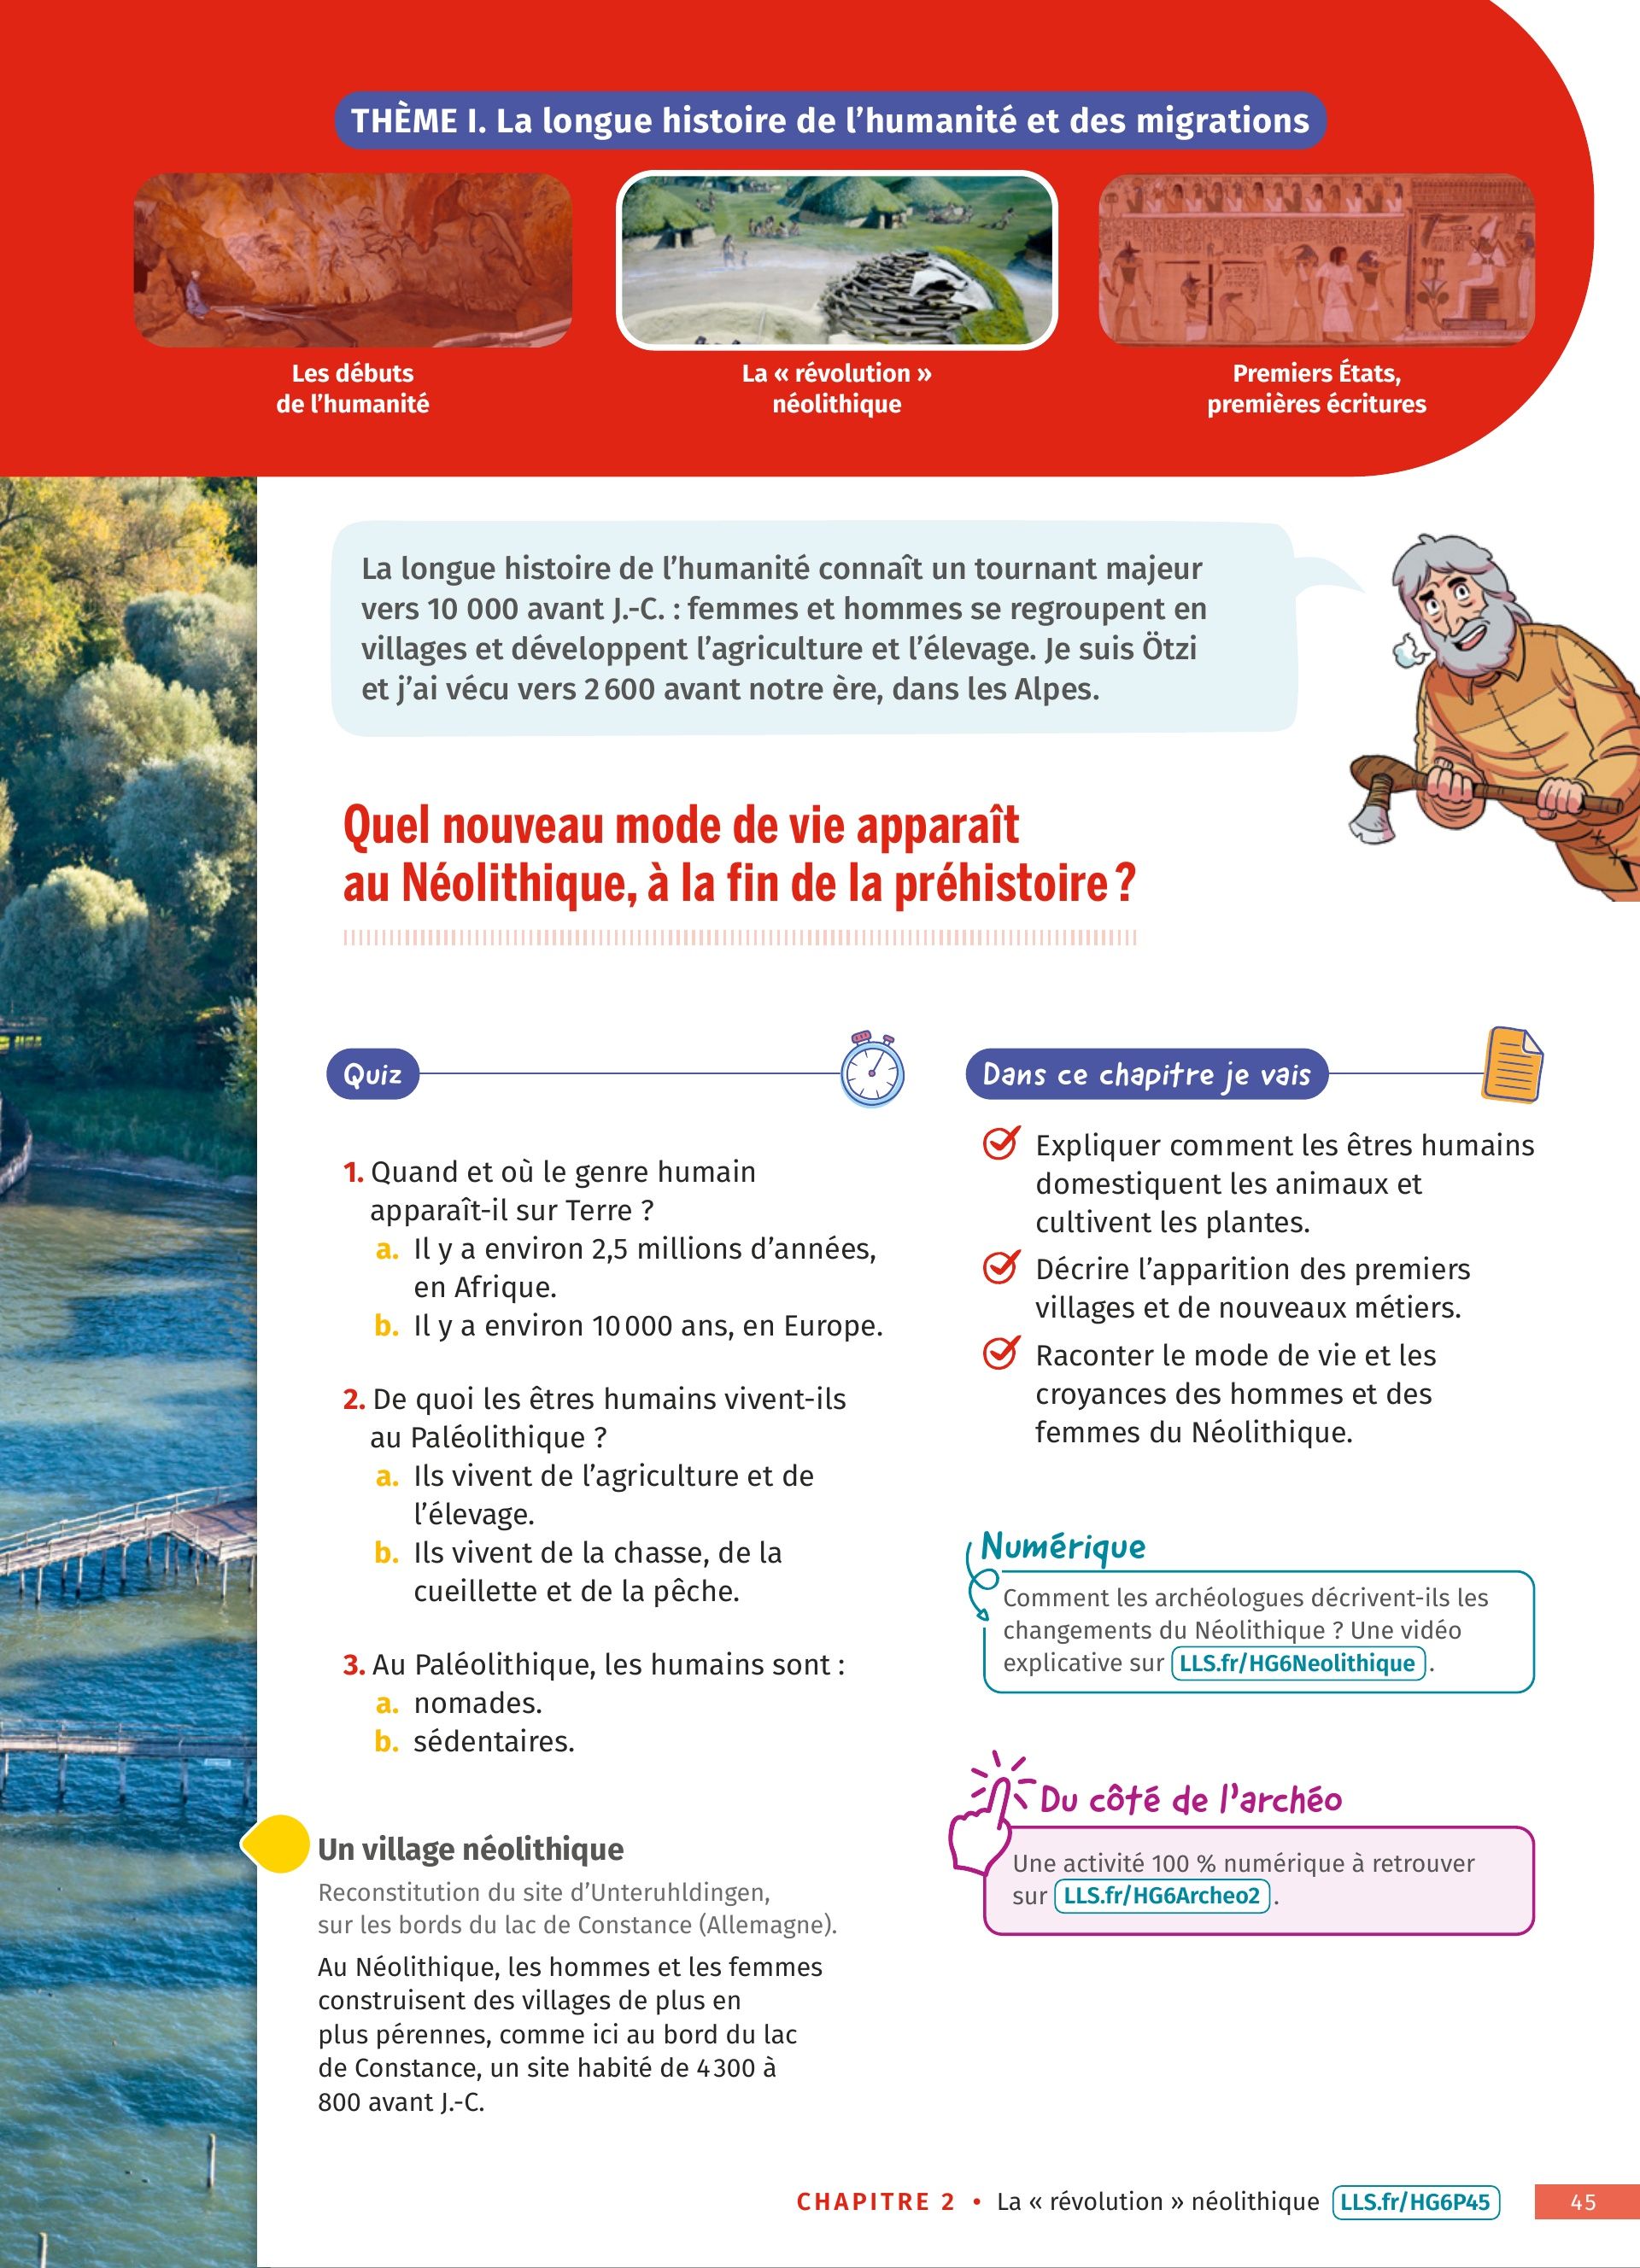 THÈME I. La longue histoire de l’humanité et des migrations
Les débuts
de l’humanité
La « révolution »
néolithique
Premiers États,
premières écritures
La longue histoire de l’humanité connaît un tournant majeur
vers 10 000 avant J.-C. : femmes et hommes se regroupent en
villages et développent l’agriculture et l’élevage. Je suis Ötzi
et j’ai vécu vers 2 600 avant notre ère, dans les Alpes.
Quel nouveau mode de vie apparaît
au Néolithique, à la fin de la préhistoire ?
Quiz
1. Quand et où le genre humain
apparaît-il sur Terre ?
a. Il y a environ 2,5 millions d’années,
en Afrique.
b. Il y a environ 10 000 ans, en Europe.
2. De quoi les êtres humains vivent-ils
au Paléolithique ?
a. Ils vivent de l’agriculture et de
l’élevage.
b. Ils vivent de la chasse, de la
cueillette et de la pêche.
3. Au Paléolithique, les humains sont :
a. nomades.
b. sédentaires.
Un village néolithique
Reconstitution du site d’Unteruhldingen,
sur les bords du lac de Constance (Allemagne).
Au Néolithique, les hommes et les femmes
construisent des villages de plus en
plus pérennes, comme ici au bord du lac
de Constance, un site habité de 4 300 à
800 avant J.-C.
Dans ce chapitre je vais
Expliquer comment les êtres humains
domestiquent les animaux et
cultivent les plantes.
Décrire l’apparition des premiers
villages et de nouveaux métiers.
Raconter le mode de vie et les
croyances des hommes et des
femmes du Néolithique.
Numérique
Comment les archéologues décrivent-ils les
changements du Néolithique ? Une vidéo
explicative sur LLS.fr/HG6Neolithique .
Du côté de l’archéo
Une activité 100 % numérique à retrouver
sur LLS.fr/HG6Archeo2 .
CHAPITRE 2 • La « révolution » néolithique LLS.fr/HG6P45 45